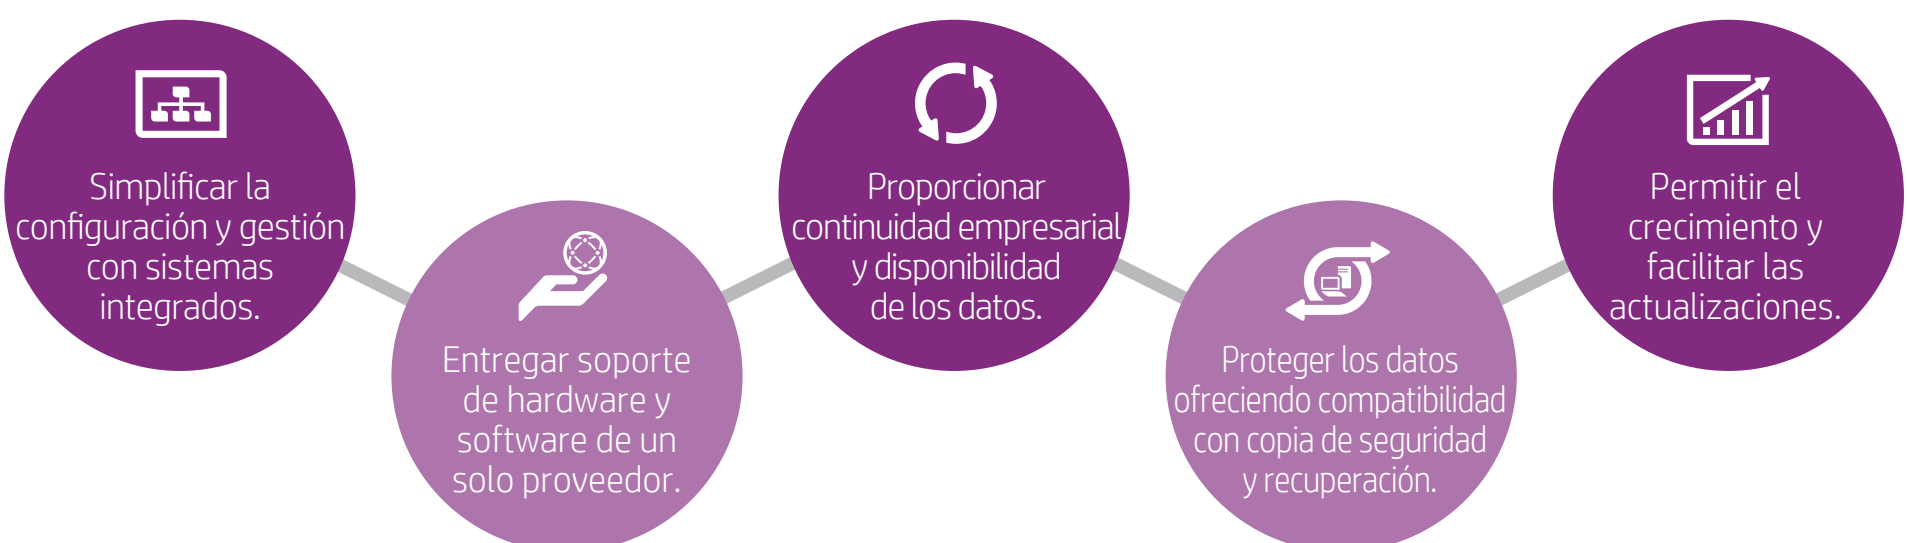 Simplificar la
configuración y gestión
con sistemas
integrados.
Entregar soporte
de hardware y
software de un
solo proveedor.
Proporcionar
continuidad empresarial
y disponibilidad
de los datos.
Proteger los datos
ofreciendo compatibilidad
con copia de seguridad
y recuperación.
Permitir el
crecimiento y
facilitar las
actualizaciones.